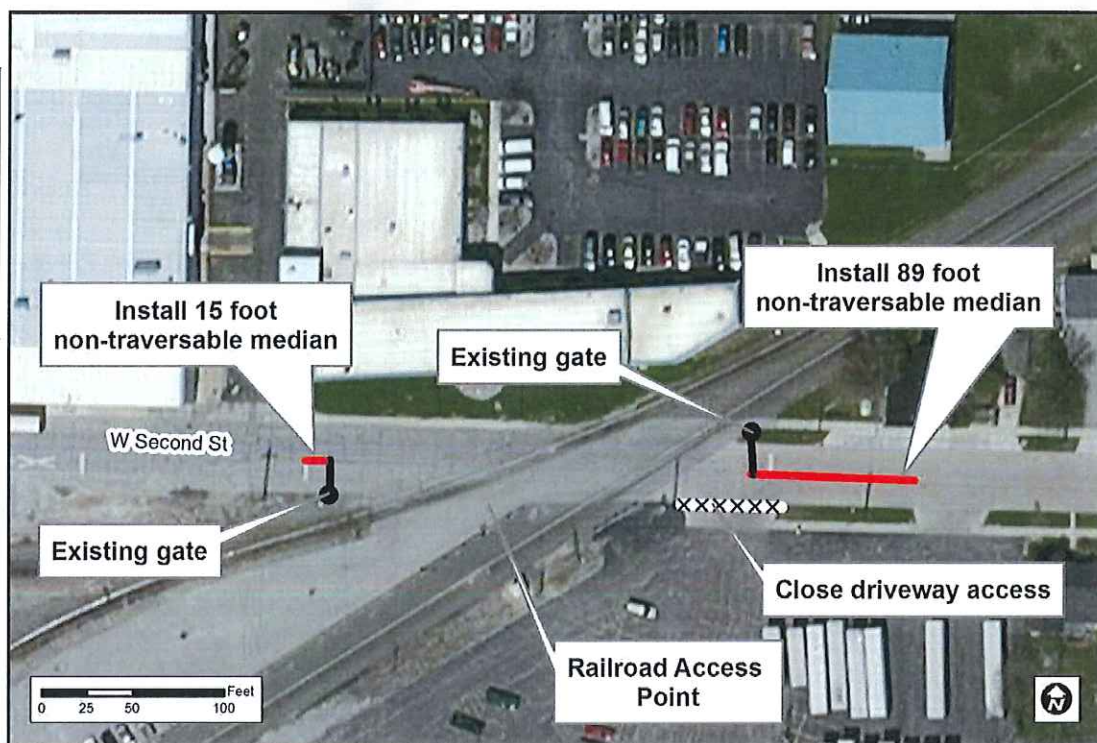 Install 15 foot
non-traversable median
Install 89 foot
non-traversable median
Existing gate
W Second St
Existing gate
Close driveway access
Railroad Access
Point
Feet
0 25 50 100
N